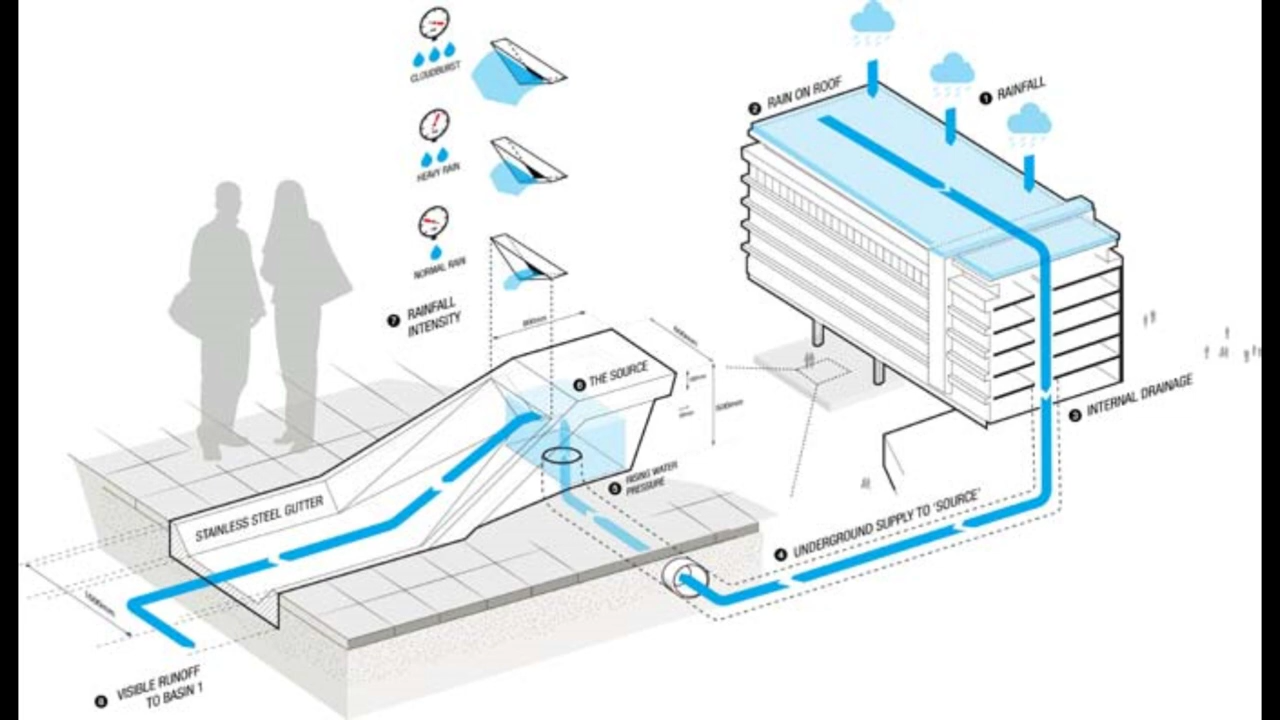 CLOUDBURST
HEAVY RAIN
NORMAL RAIN
7 RAINFALL
INTENSITY
2 RAIN ON ROOF
1 RAINFALL
3 INTERNAL DRAINAGE
800mm
6 THE SOURCE
5 RISING WATER
PRESSURE
STAINLESS STEEL GUTTER
4 UNDERGROUND SUPPLY TO 'SOURCE'
8 VISIBLE RUNOFF
TO BASIN 1